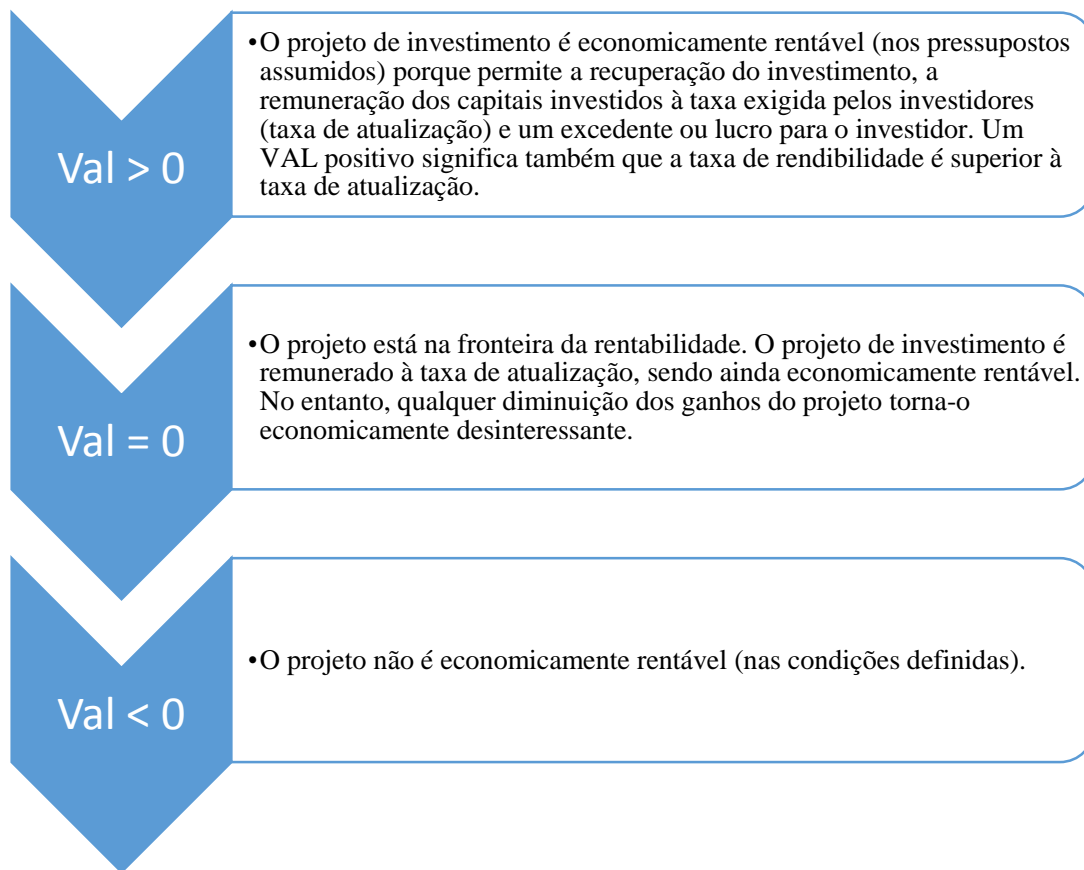 Val > 0
•O projeto de investimento é economicamente rentável (nos pressupostos
assumidos) porque permite a recuperação do investimento, a
remuneração dos capitais investidos à taxa exigida pelos investidores
(taxa de atualização) e um excedente ou lucro para o investidor. Um
VAL positivo significa também que a taxa de rendibilidade é superior à
taxa de atualização.
Val = 0
•O projeto está na fronteira da rentabilidade. O projeto de investimento é
remunerado à taxa de atualização, sendo ainda economicamente rentável.
No entanto, qualquer diminuição dos ganhos do projeto torna-o
economicamente desinteressante.
Val < 0
•O projeto não é economicamente rentável (nas condições definidas).